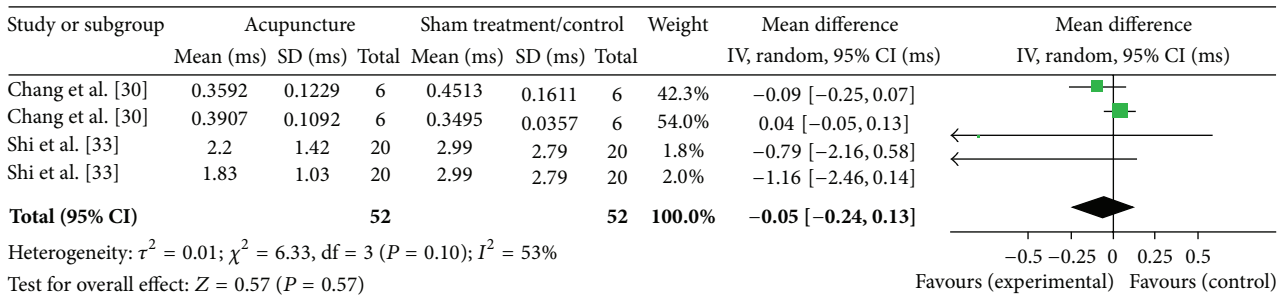 Study or subgroup Acupuncture Sham treatment/control Weight Mean difference Mean difference
Mean (ms) SD (ms) Total Mean (ms) SD (ms) Total IV, random, 95% CI (ms) IV, random, 95% CI (ms)
Chang et al. [30] 0.3592 0.1229 6 0.4513 0.1611 6 42.3% −0.09 [−0.25, 0.07]
Chang et al. [30] 0.3907 0.1092 6 0.3495 0.0357 6 54.0% 0.04 [−0.05, 0.13]
Shi et al. [33] 2.2 1.42 20 2.99 2.79 20 1.8% −0.79 [−2.16, 0.58]
Shi et al. [33] 1.83 1.03 20 2.99 2.79 20 2.0% −1.16 [−2.46, 0.14]
Total (95% CI) 52 52 100.0% −0.05 [−0.24, 0.13]
Heterogeneity: τ² = 0.01; χ² = 6.33, df = 3 (P = 0.10); I² = 53%
−0.5 −0.25 0 0.25 0.5
Test for overall effect: Z = 0.57 (P = 0.57)
Favours (experimental) Favours (control)